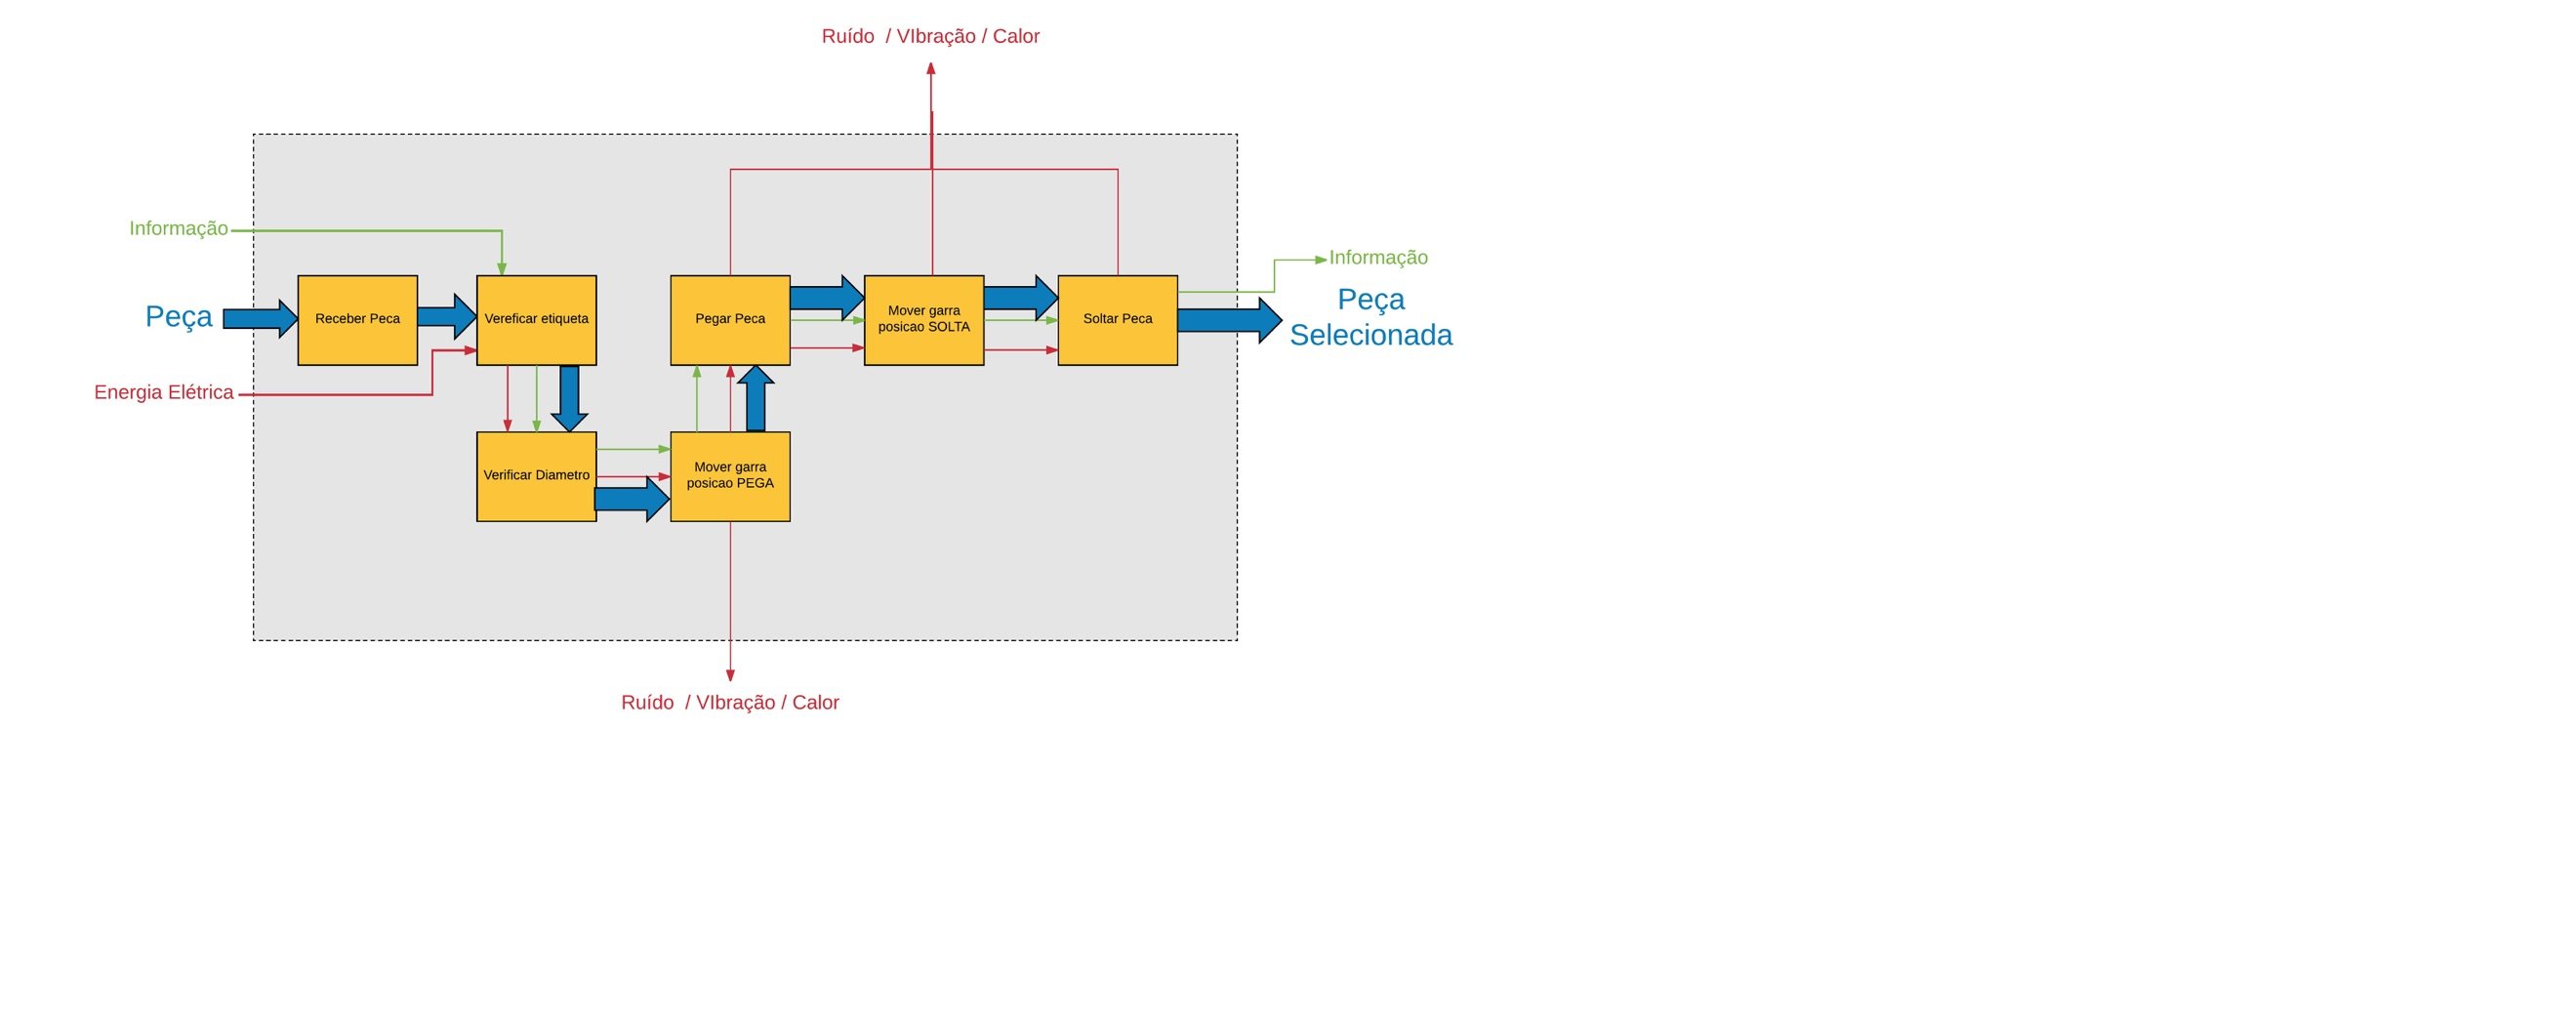 Ruído  / VIbração / Calor
Informação
Informação
Peça
Receber Peca
Vereficar etiqueta
Pegar Peca
Mover garra
posicao SOLTA
Soltar Peca
Peça
Selecionada
Energia Elétrica
Verificar Diametro
Mover garra
posicao PEGA
Ruído  / VIbração / Calor